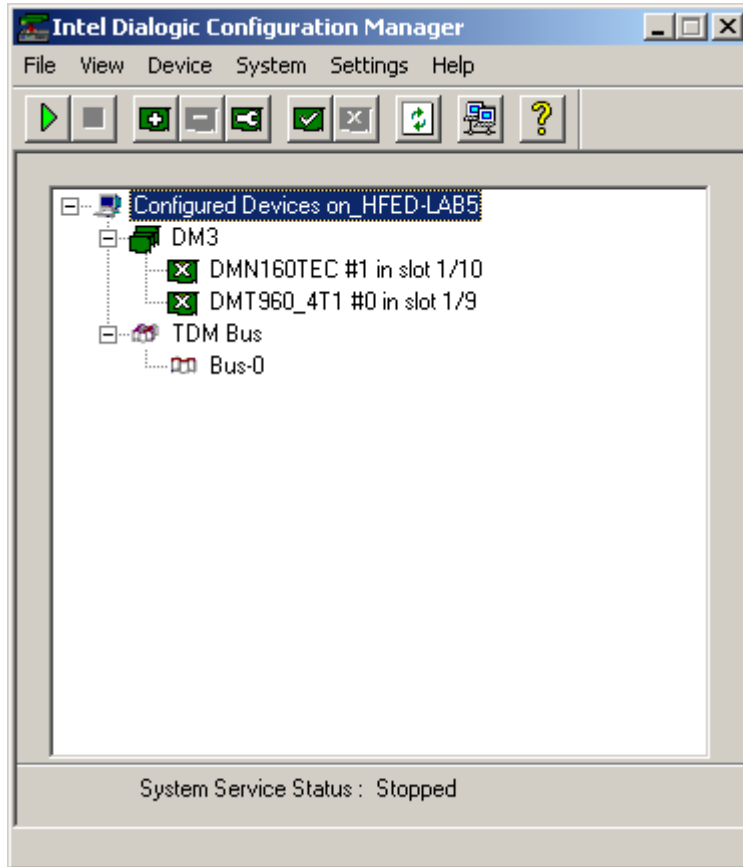 Intel Dialogic Configuration Manager
File View Device System Settings Help
Configured Devices on_HFED-LAB5
DM3
DMN160TEC #1 in slot 1/10
DMT960_4T1 #0 in slot 1/9
TDM Bus
Bus-0
System Service Status : Stopped